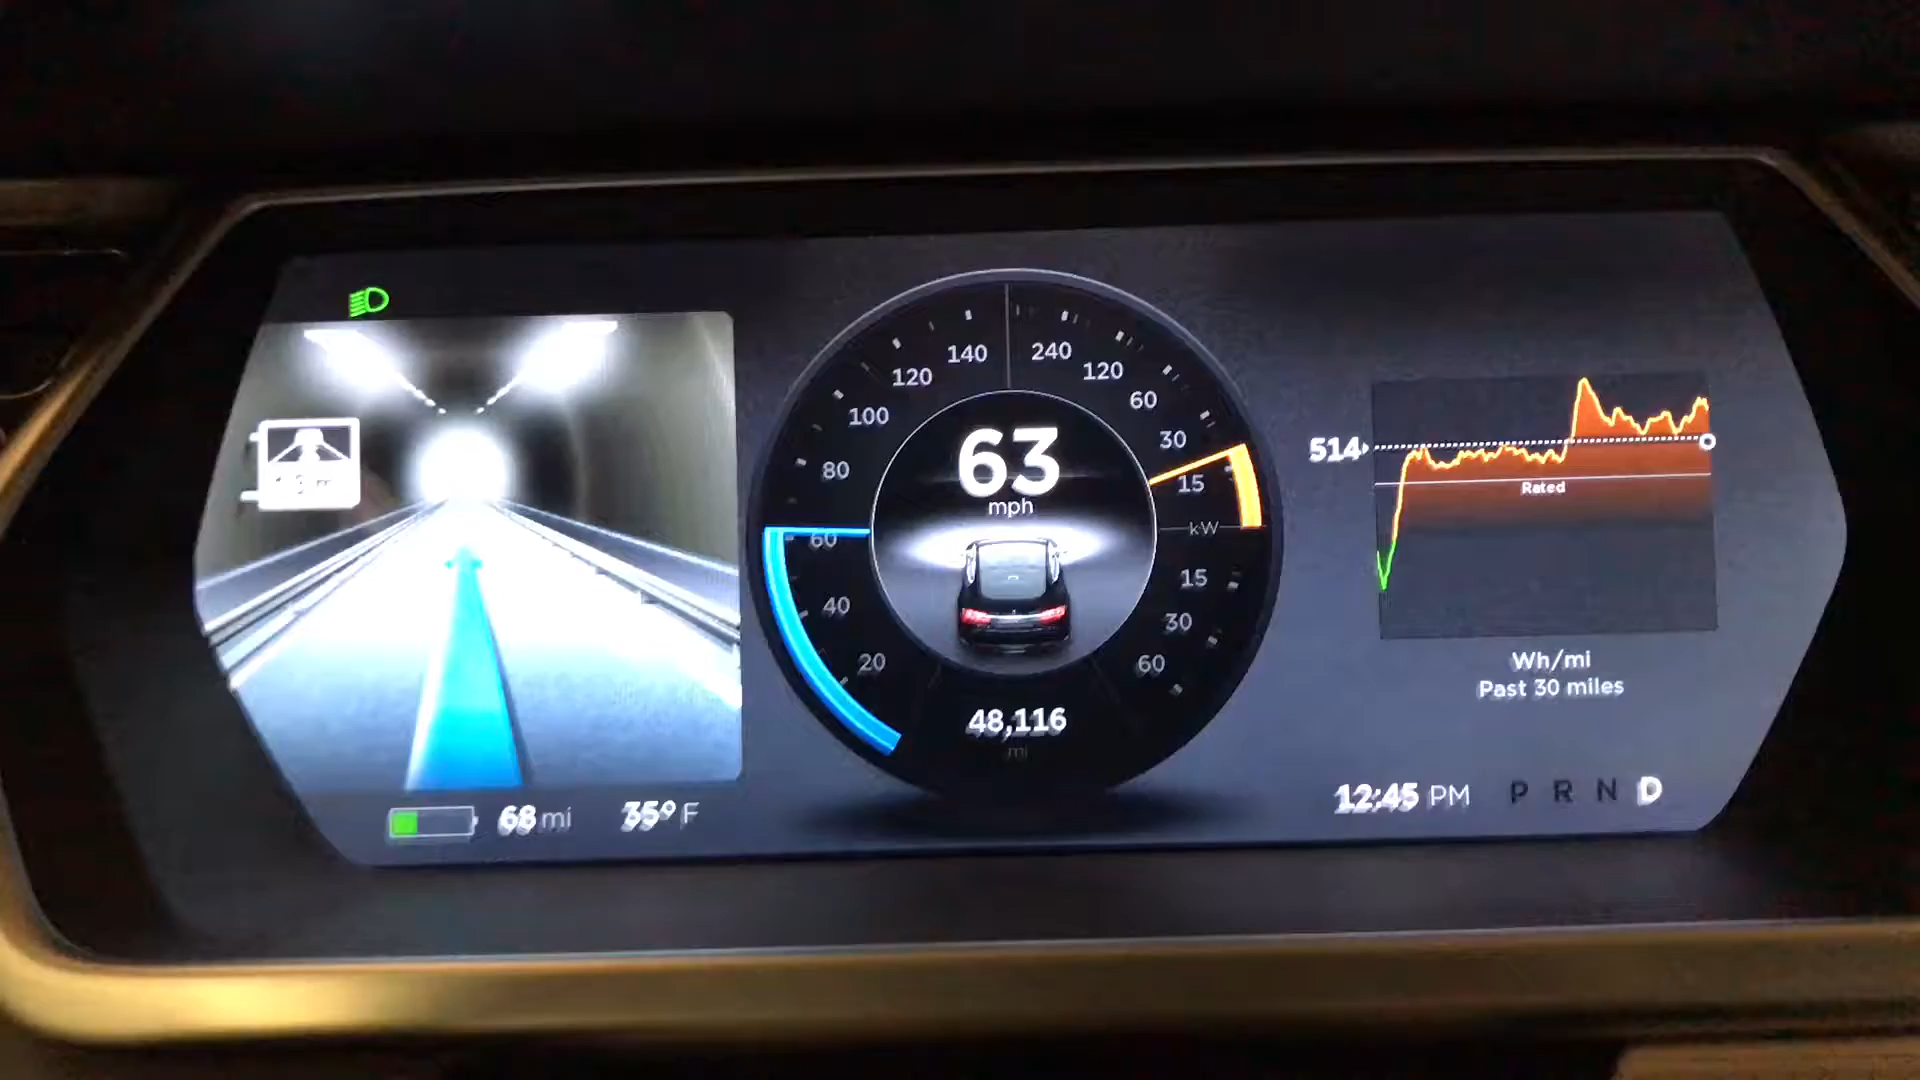 140 240
120 120
100 60
80 30
63
mph
15
514
Rated
kW
60
15
40
30
20
60
48,116
mi
Wh/mi
Past 30 miles
68 mi 35° F
12:45 PM P R N D